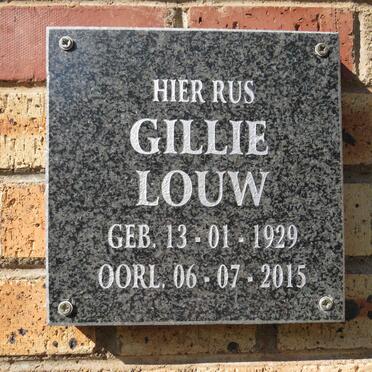 HIER RUS
GILLIE
LOUW
GEB. 13 - 01 - 1929
OORL. 06 - 07 - 2015